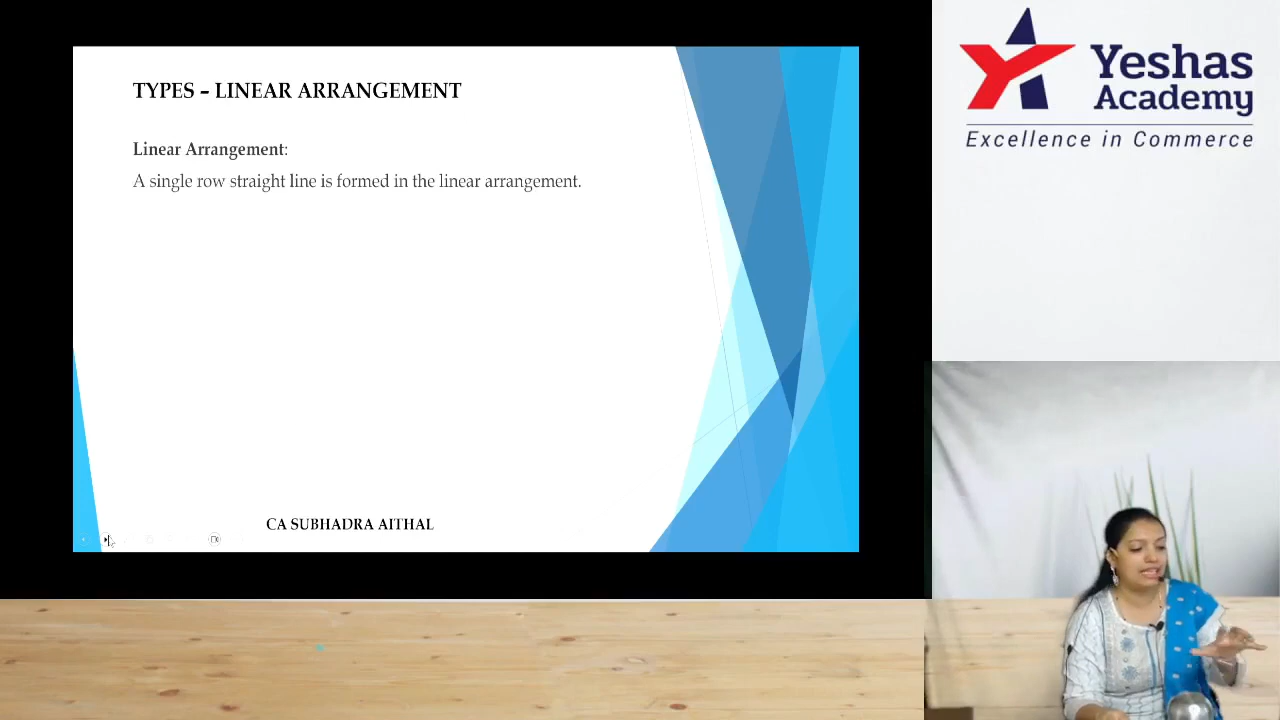 TYPES – LINEAR ARRANGEMENT
Linear Arrangement:
A single row straight line is formed in the linear arrangement.
CA SUBHADRA AITHAL
Yeshas
Academy
Excellence in Commerce